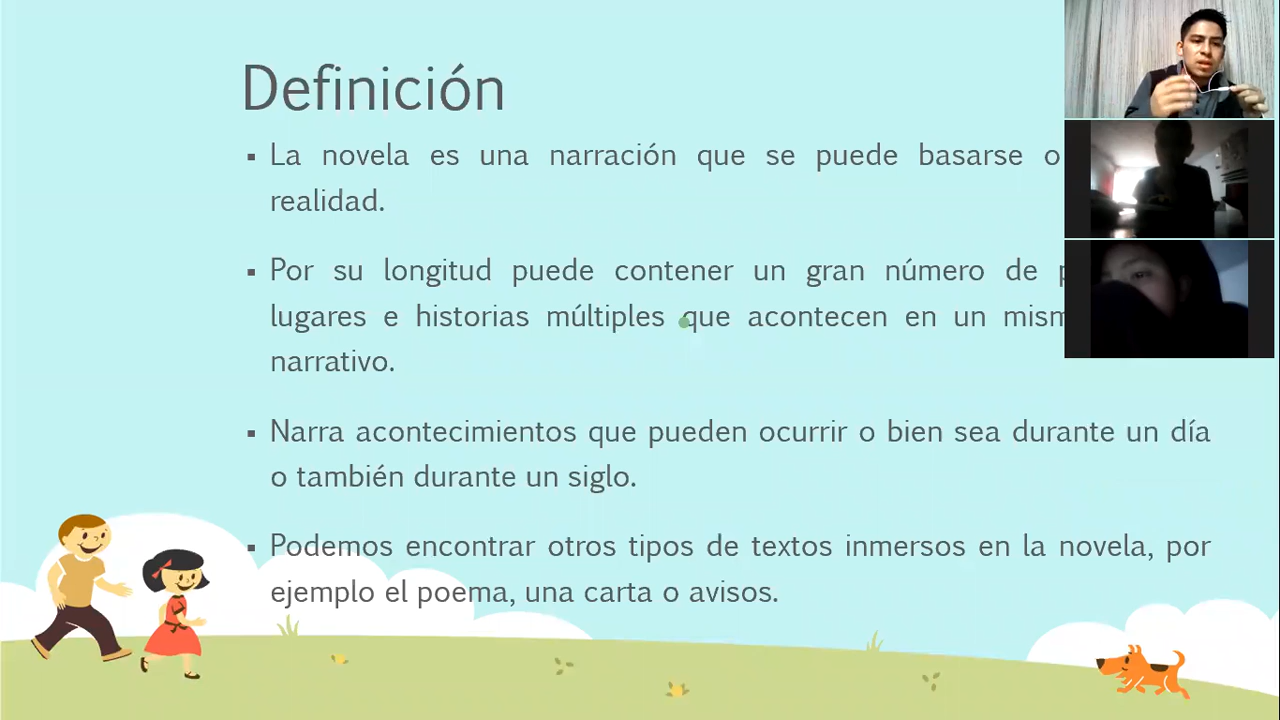 Definición
▪ La novela es una narración que se puede basarse o
realidad.
▪ Por su longitud puede contener un gran número de
lugares e historias múltiples que acontecen en un
narrativo.
▪ Narra acontecimientos que pueden ocurrir o bien sea durante un día
o también durante un siglo.
▪ Podemos encontrar otros tipos de textos inmersos en la novela, por
ejemplo el poema, una carta o avisos.